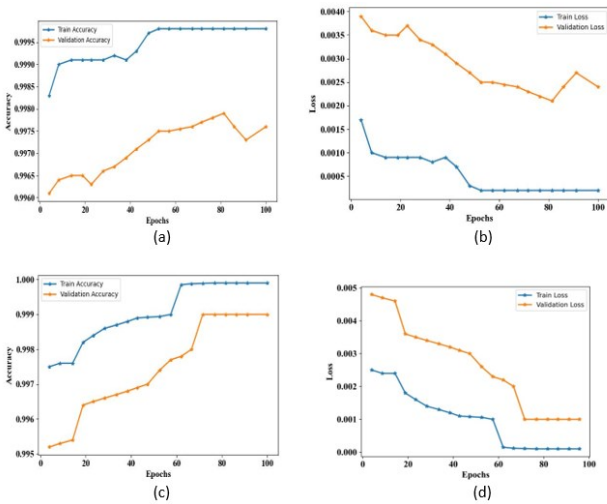 0.9995
0.9990
0.9985
0.9980
0.9975
0.9970
0.9965
0.9960
Accuracy
Train Accuracy
Validation Accuracy
0 20 40 60 80 100
Epochs
(a)
0.0040
0.0035
0.0030
0.0025
0.0020
0.0015
0.0010
0.0005
Loss
Train Loss
Validation Loss
0 20 40 60 80 100
Epochs
(b)
1.000
0.999
0.998
0.997
0.996
0.995
Accuracy
Train Accuracy
Validation Accuracy
0 20 40 60 80 100
Epochs
(c)
0.005
0.004
0.003
0.002
0.001
0.000
Loss
Train Loss
Validation Loss
0 20 40 60 80 100
Epochs
(d)